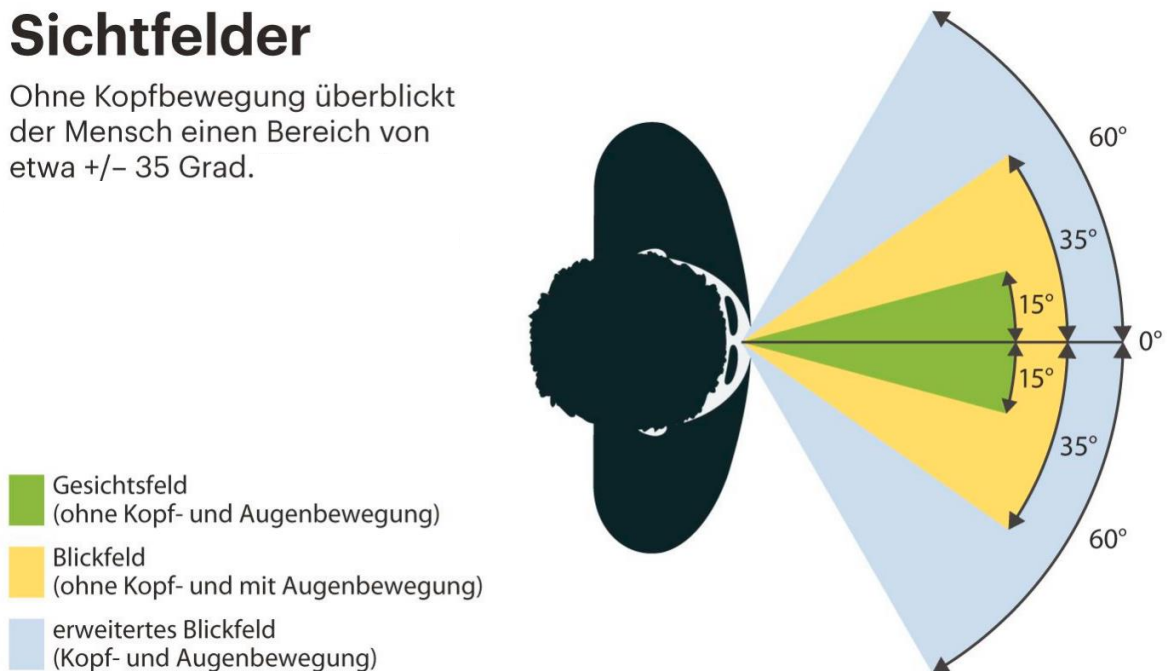 Sichtfelder
Ohne Kopfbewegung überblickt
der Mensch einen Bereich von
etwa +/– 35 Grad.
60°
35°
15°
0°
15°
35°
60°
Gesichtsfeld
(ohne Kopf- und Augenbewegung)
Blickfeld
(ohne Kopf- und mit Augenbewegung)
erweitertes Blickfeld
(Kopf- und Augenbewegung)